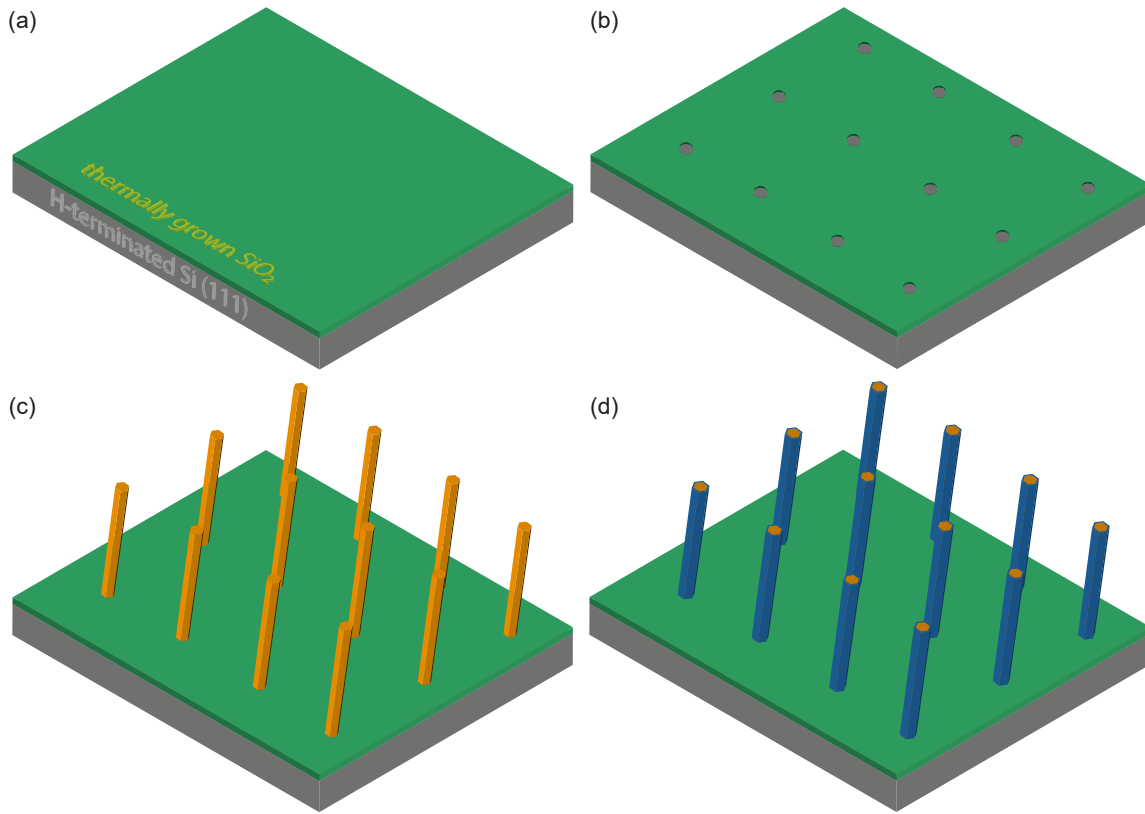 (a)
(b)
thermally grown SiO₂
H-terminated Si (111)
(c)
(d)